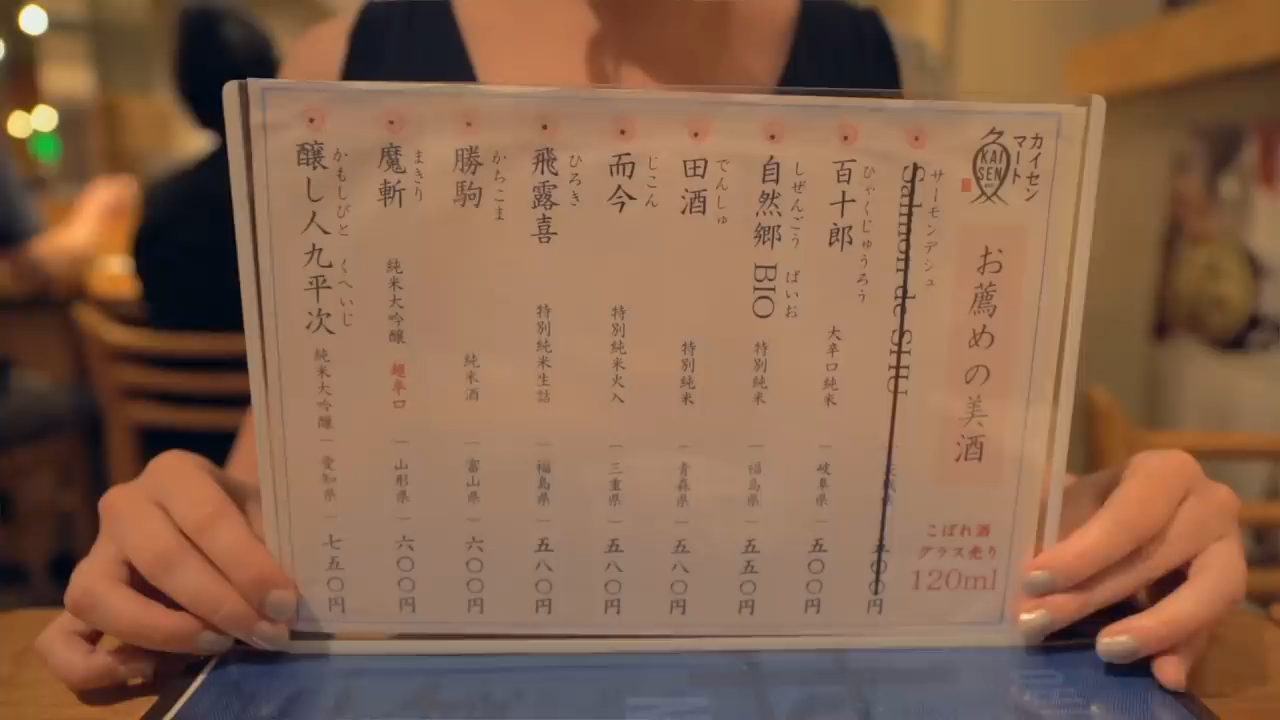 カイセン
マート
KAI
SEN
お薦めの美酒
こぼれ酒
グラス売り
120ml
サーモンデシュ
Salmon de SHU
円
ひゃくじゅうろう
百十郎 大辛口純米 ― 岐阜県 ― 五〇〇円
しぜんごう ばいお
自然郷 BIO 特別純米 ― 福島県 ― 五五〇円
でんしゅ
田酒 特別純米 ― 青森県 ― 五八〇円
じこん
而今 特別純米火入 ― 三重県 ― 五八〇円
ひろき
飛露喜 特別純米生詰 ― 福島県 ― 五八〇円
かちこま
勝駒 純米酒 ― 富山県 ― 六〇〇円
まきり
魔斬 純米大吟醸 超辛口 ― 山形県 ― 六〇〇円
かもしびと くへいじ
醸し人九平次 純米大吟醸 ― 愛知県 ― 七五〇円